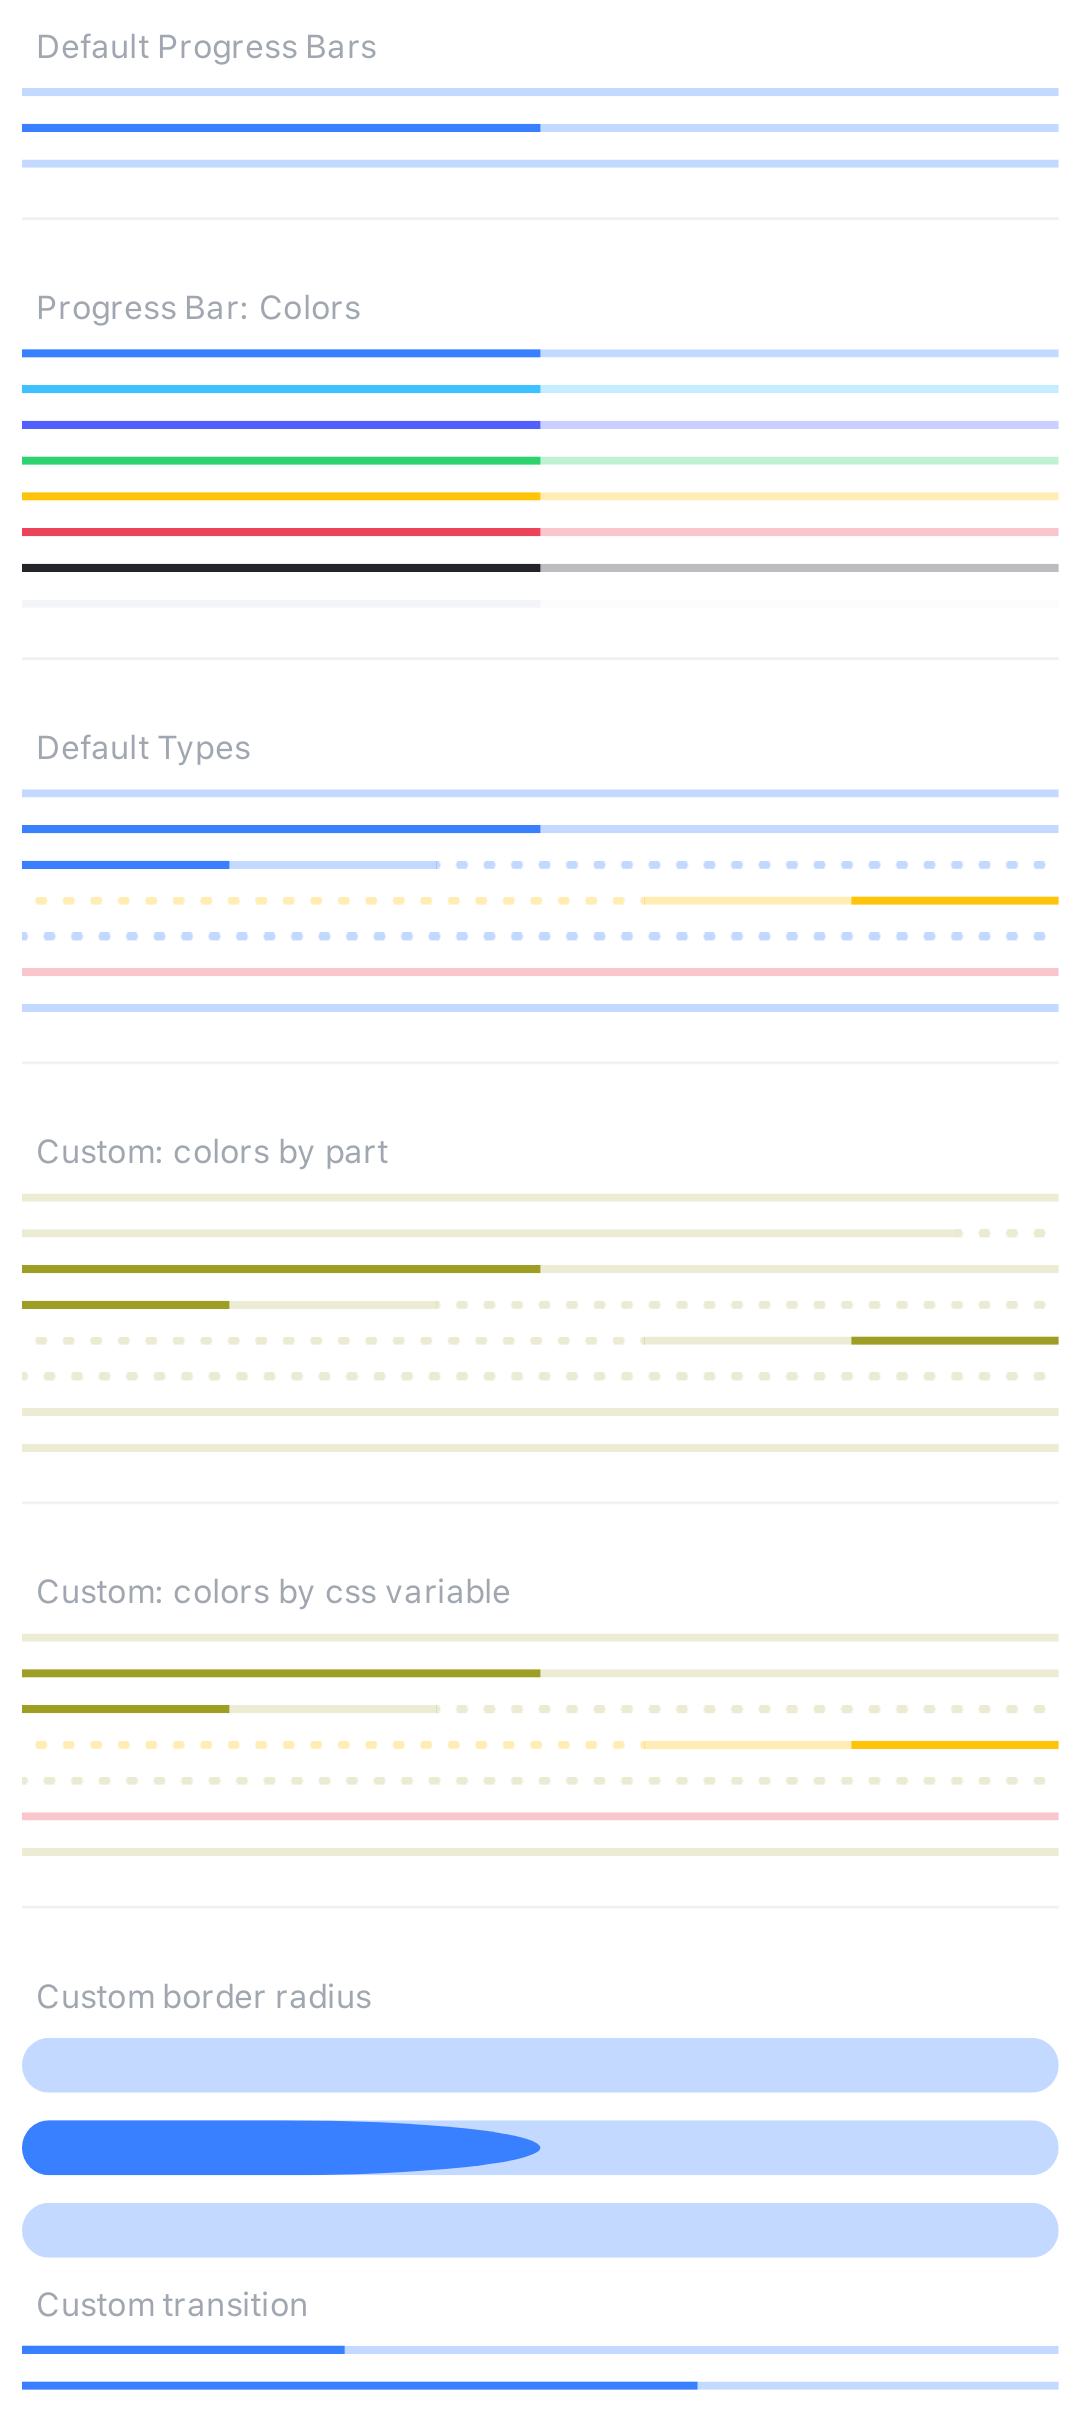 Default Progress Bars
Progress Bar: Colors
Default Types
Custom: colors by part
Custom: colors by css variable
Custom border radius
Custom transition